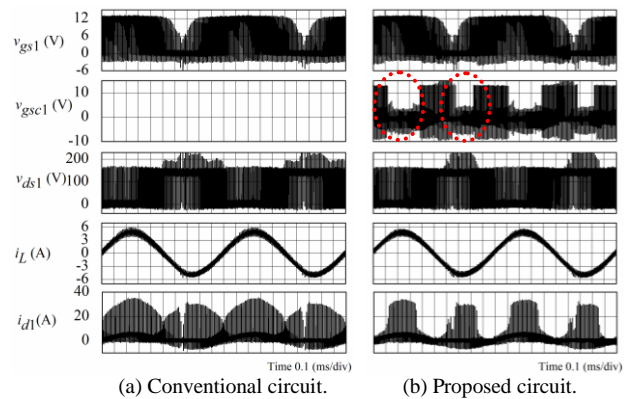 12
vgs1 (V)
6
0
-6
10
vgsc1(V)
0
-10
200
vds1 (V)
100
0
6
3
iL (A)
0
-3
-6
40
id1(A)
20
0
Time 0.1 (ms/div)
Time 0.1 (ms/div)
(a) Conventional circuit.
(b) Proposed circuit.